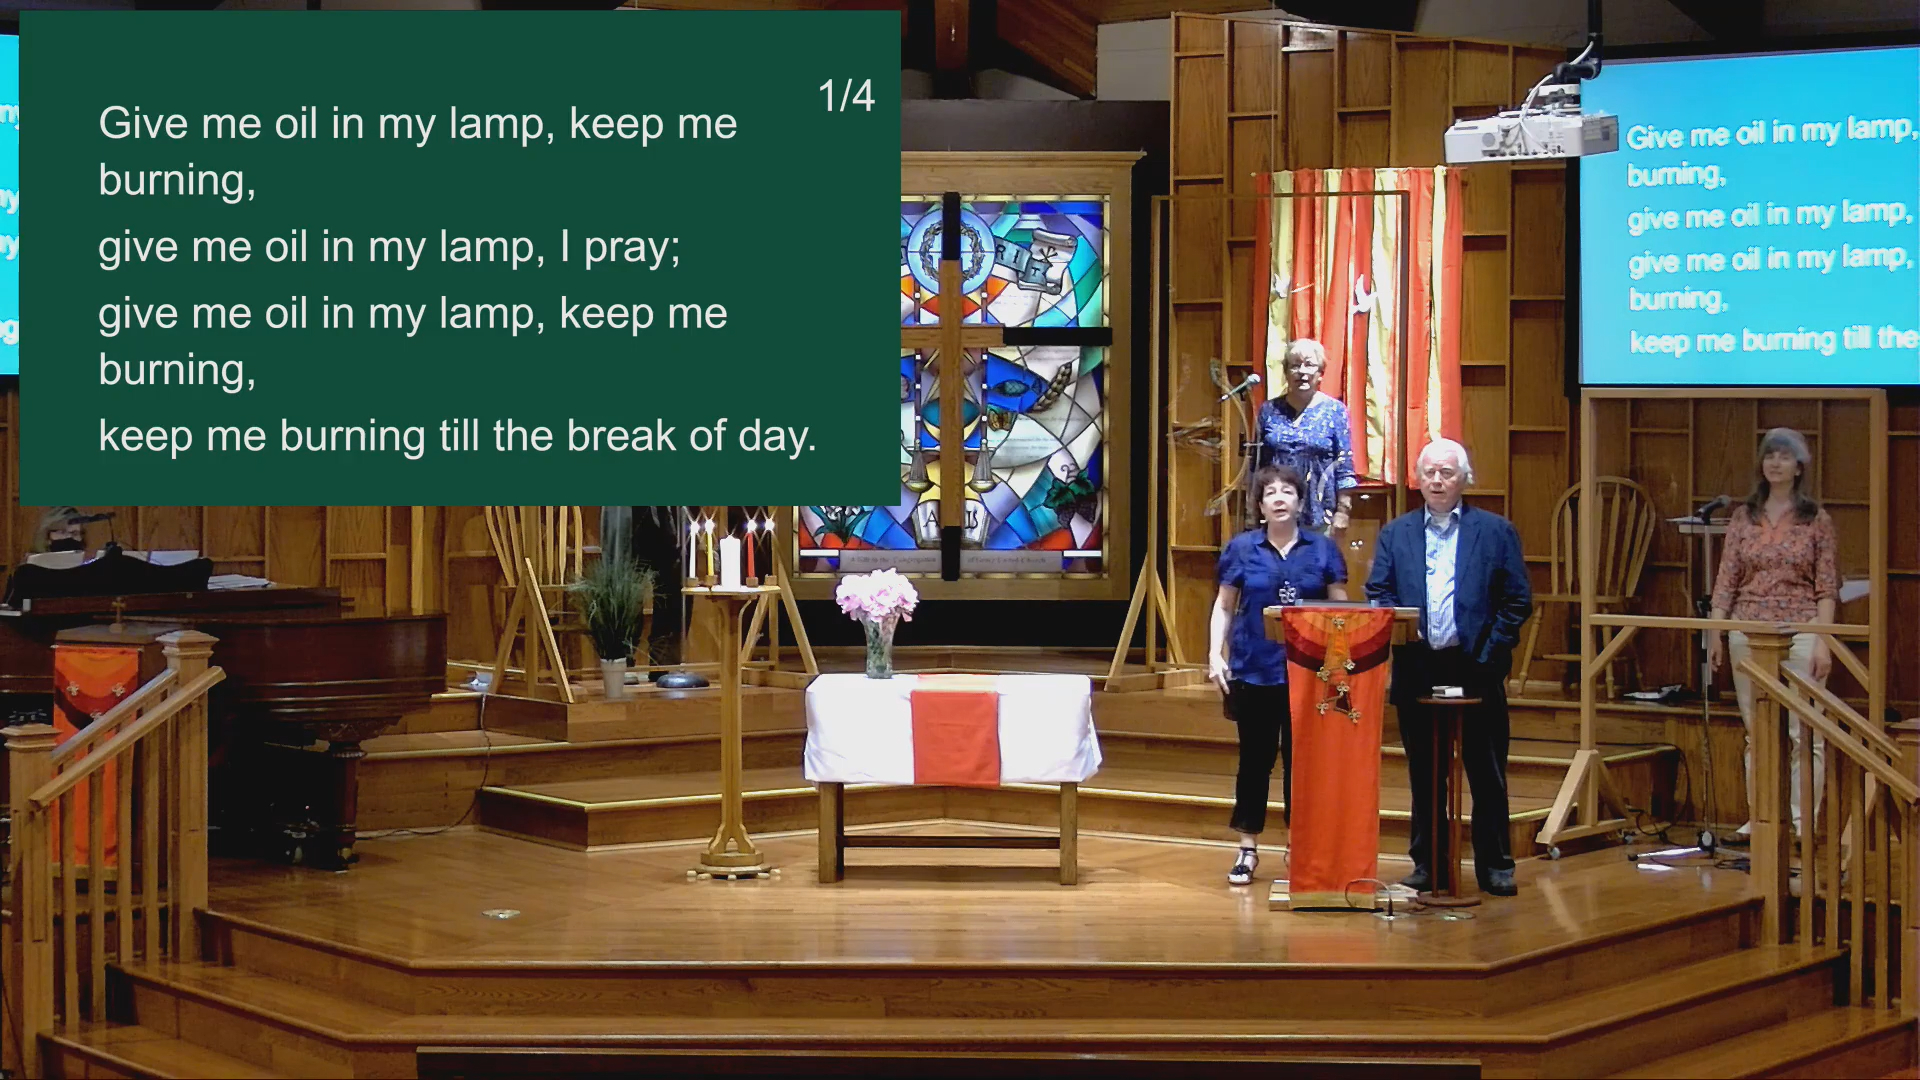 1/4
Give me oil in my lamp, keep me
burning,
give me oil in my lamp, I pray;
give me oil in my lamp, keep me
burning,
keep me burning till the break of day.
Give me oil in my lamp,
burning,
give me oil in my lamp,
give me oil in my lamp,
burning,
keep me burning till the